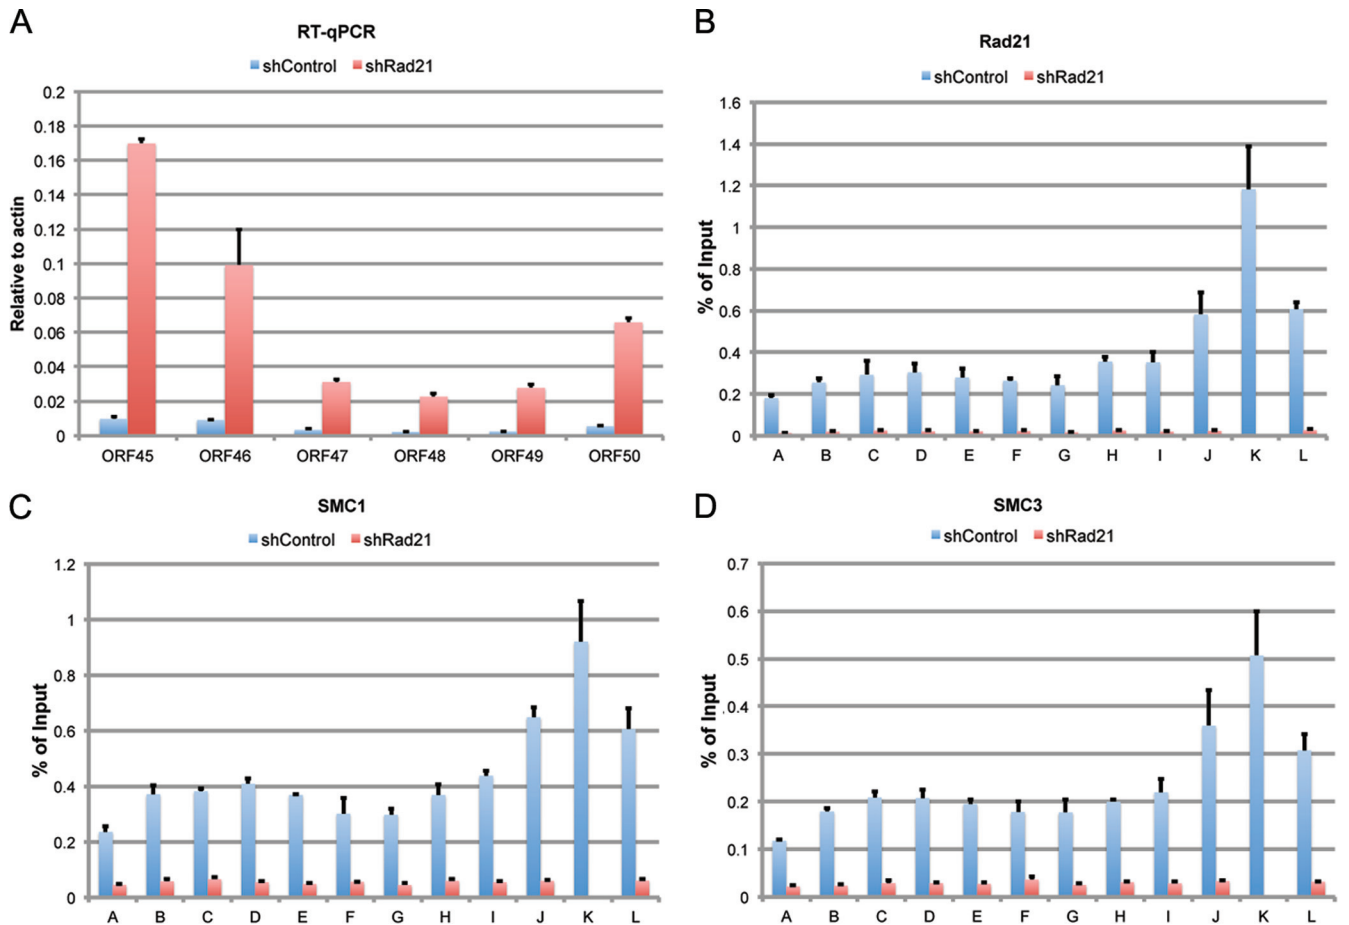 A
RT-qPCR
shControl shRad21
Relative to actin
0.2
0.18
0.16
0.14
0.12
0.1
0.08
0.06
0.04
0.02
0
ORF45 ORF46 ORF47 ORF48 ORF49 ORF50
B
Rad21
shControl shRad21
% of Input
1.6
1.4
1.2
1
0.8
0.6
0.4
0.2
0
A B C D E F G H I J K L
C
SMC1
shControl shRad21
% of Input
1.2
1
0.8
0.6
0.4
0.2
0
A B C D E F G H I J K L
D
SMC3
shControl shRad21
% of Input
0.7
0.6
0.5
0.4
0.3
0.2
0.1
0
A B C D E F G H I J K L